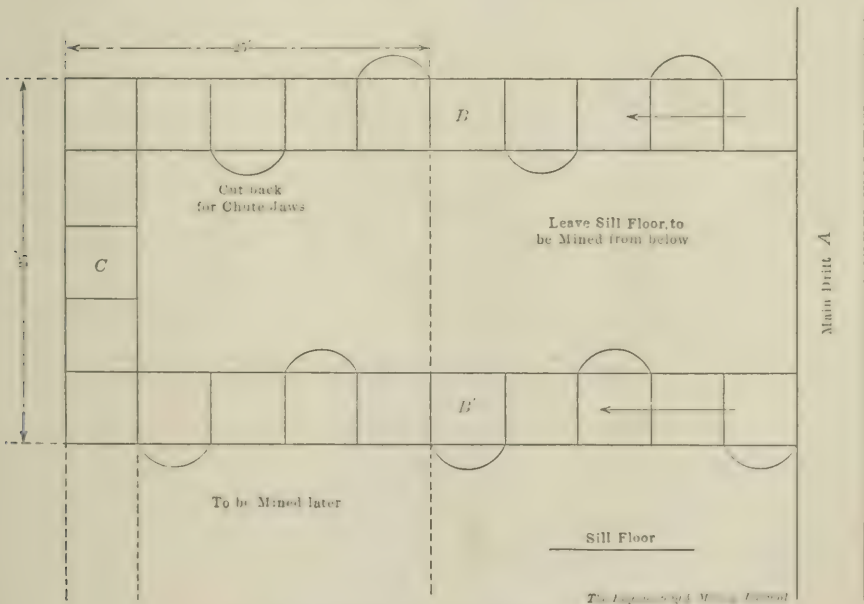 25'
B
Cut back
for Chute Jaws
Leave Sill Floor, to
be Mined from below
C
Main Drift A
B'
To be Mined later
Sill Floor